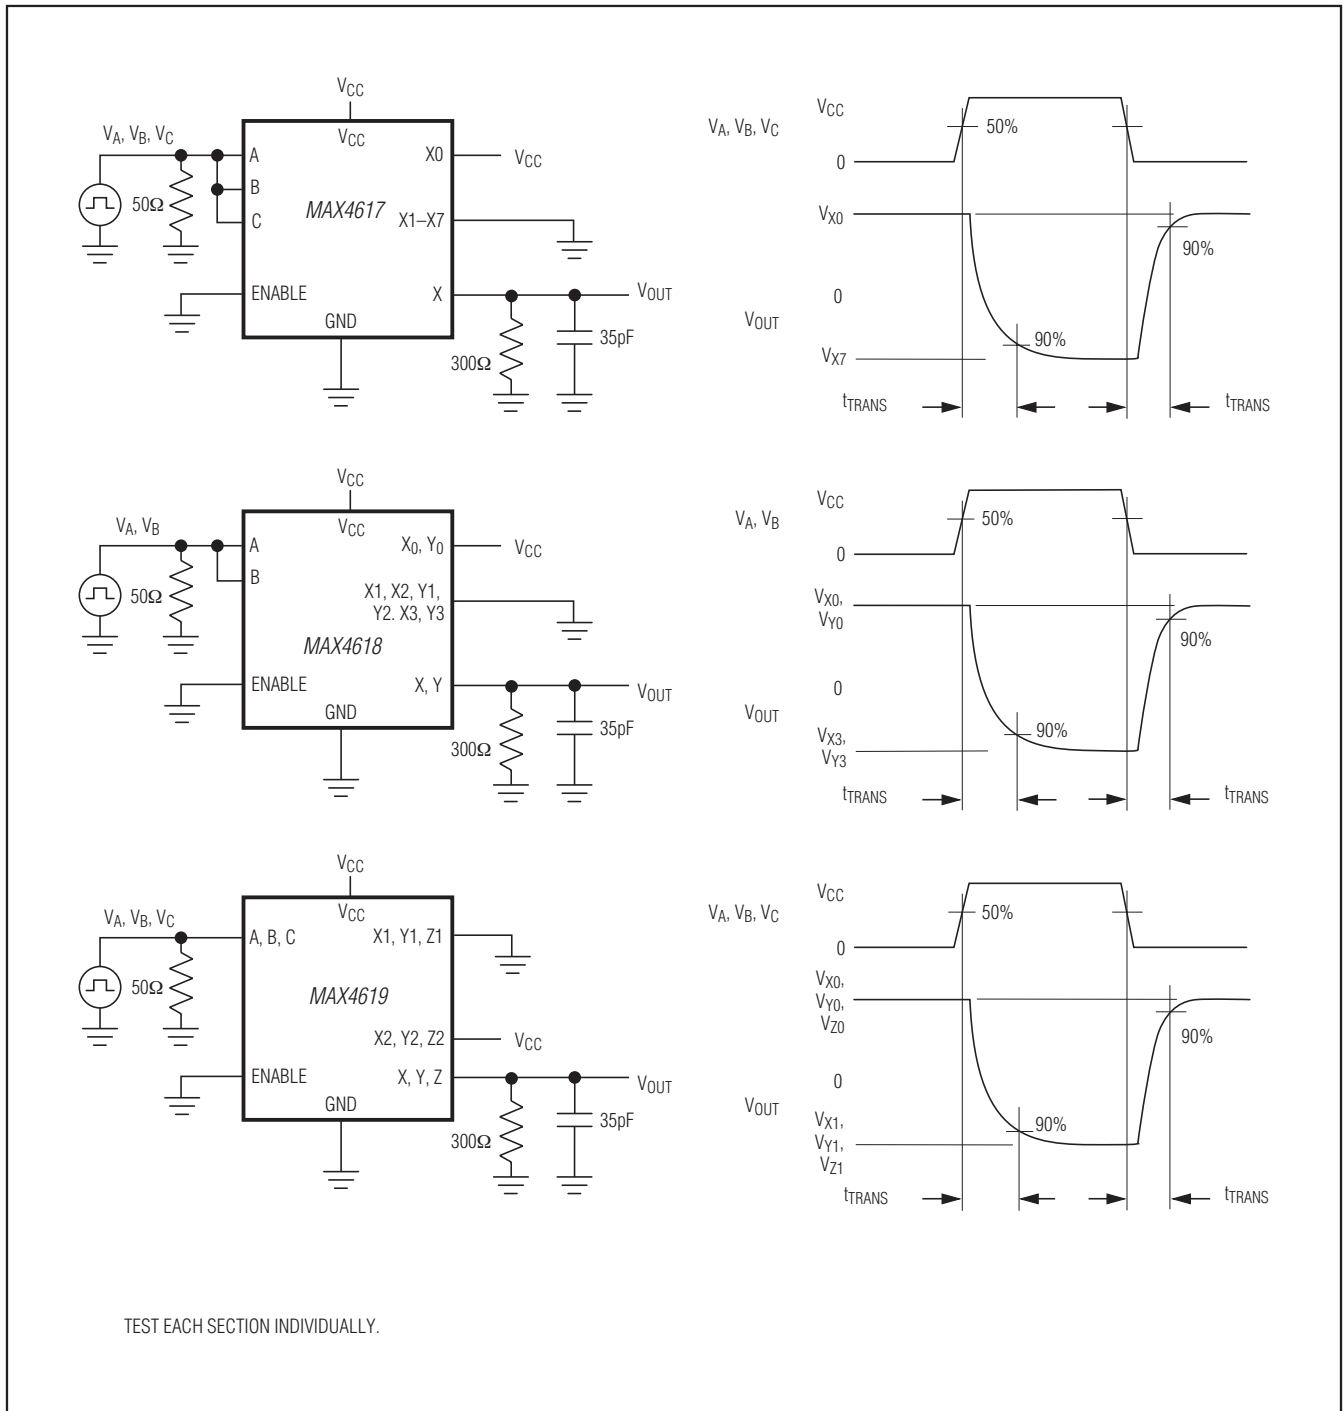 VCC
VCC
VA, VB, VC
A
B
C
50Ω
MAX4617
X0
VCC
X1–X7
ENABLE
X
VOUT
GND
300Ω
35pF
VA, VB, VC
VCC
50%
0
VX0
90%
0
VOUT
90%
VX7
tTRANS
tTRANS
VCC
VCC
VA, VB
A
B
50Ω
MAX4618
X0, Y0
VCC
X1, X2, Y1,
Y2. X3, Y3
ENABLE
X, Y
VOUT
GND
300Ω
35pF
VA, VB
VCC
50%
0
VX0,
VY0
90%
0
VOUT
90%
VX3,
VY3
tTRANS
tTRANS
VCC
VCC
VA, VB, VC
A, B, C
50Ω
MAX4619
X1, Y1, Z1
X2, Y2, Z2
VCC
ENABLE
X, Y, Z
VOUT
GND
300Ω
35pF
VA, VB, VC
VCC
50%
0
VX0,
VY0,
VZ0
90%
0
VOUT
90%
VX1,
VY1,
VZ1
tTRANS
tTRANS
TEST EACH SECTION INDIVIDUALLY.